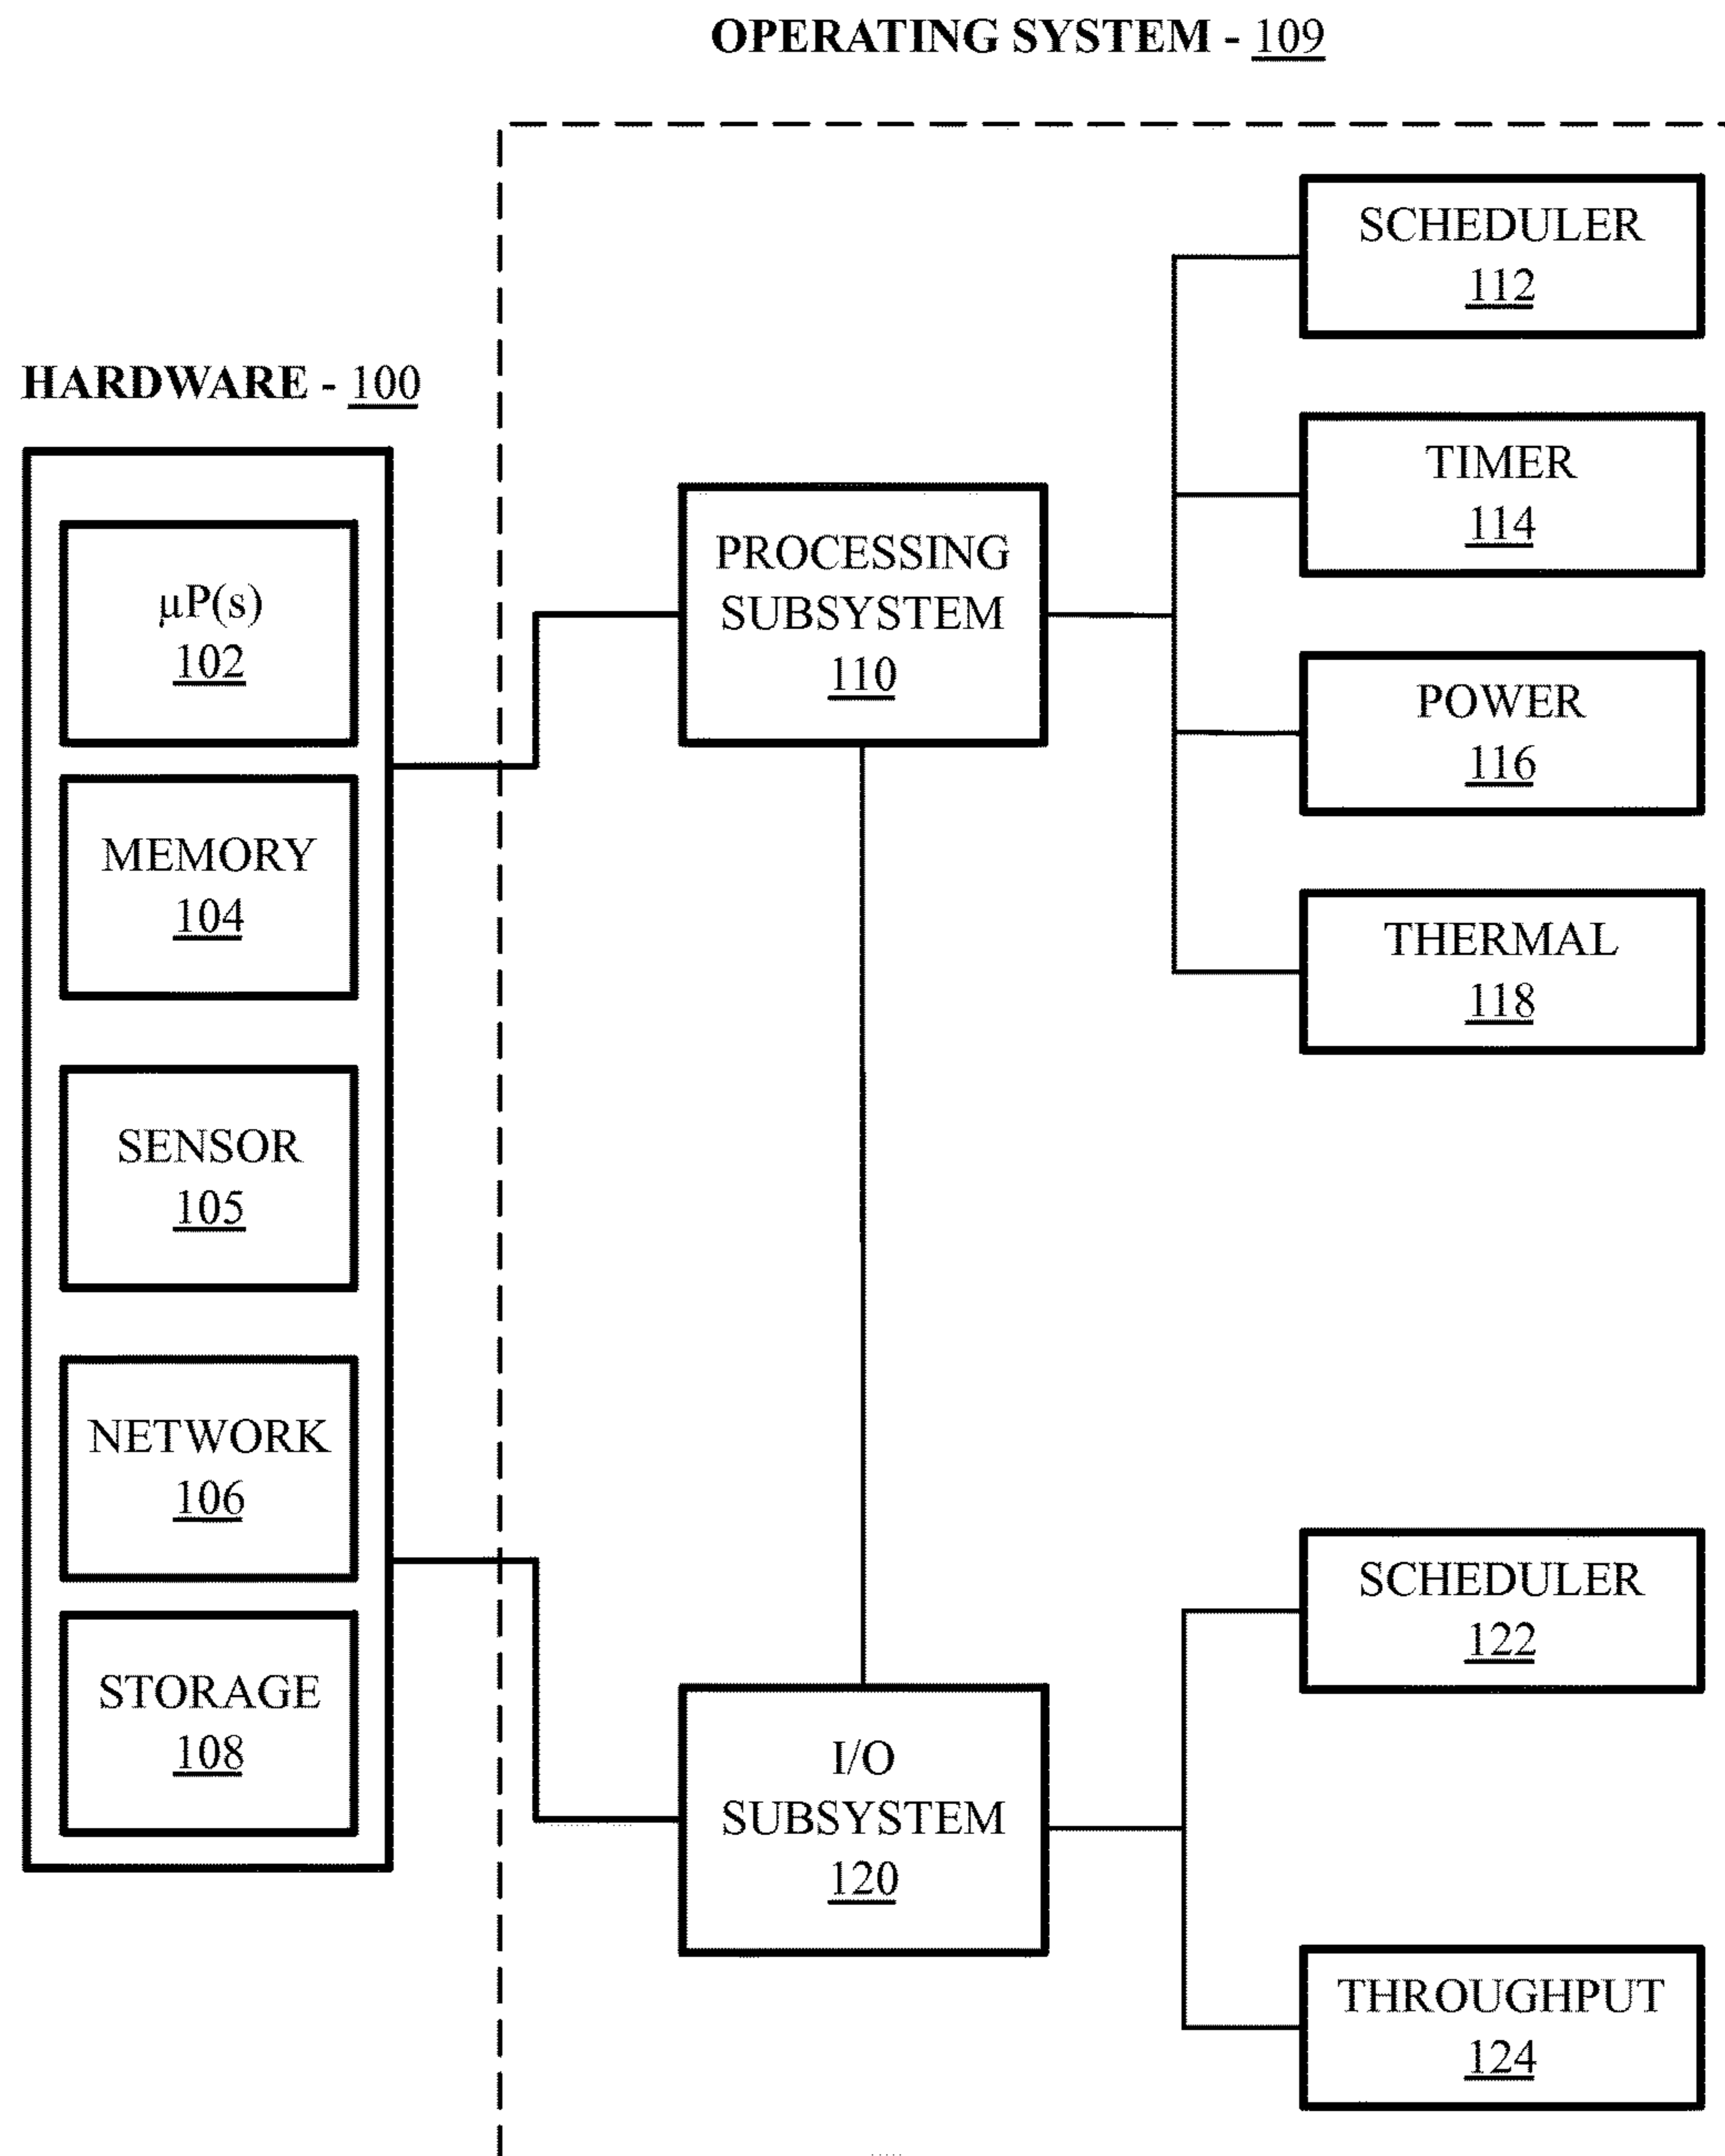 OPERATING SYSTEM - 109
HARDWARE - 100
µP(s)
102
MEMORY
104
SENSOR
105
NETWORK
106
STORAGE
108
PROCESSING
SUBSYSTEM
110
I/O
SUBSYSTEM
120
SCHEDULER
112
TIMER
114
POWER
116
THERMAL
118
SCHEDULER
122
THROUGHPUT
124